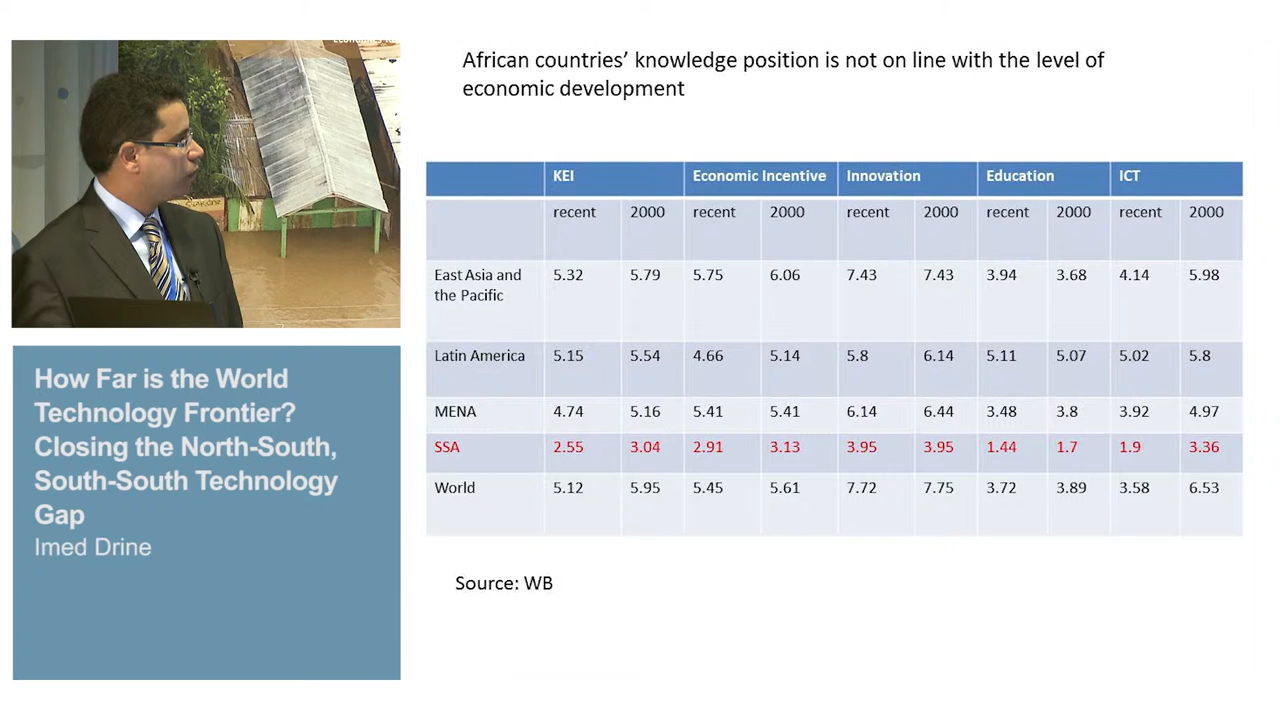 African countries’ knowledge position is not on line with the level of
economic development
KEI Economic Incentive Innovation Education ICT
recent 2000 recent 2000 recent 2000 recent 2000 recent 2000
East Asia and
the Pacific 5.32 5.79 5.75 6.06 7.43 7.43 3.94 3.68 4.14 5.98
Latin America 5.15 5.54 4.66 5.14 5.8 6.14 5.11 5.07 5.02 5.8
MENA 4.74 5.16 5.41 5.41 6.14 6.44 3.48 3.8 3.92 4.97
SSA 2.55 3.04 2.91 3.13 3.95 3.95 1.44 1.7 1.9 3.36
World 5.12 5.95 5.45 5.61 7.72 7.75 3.72 3.89 3.58 6.53
Source: WB
How Far is the World
Technology Frontier?
Closing the North-South,
South-South Technology
Gap
Imed Drine